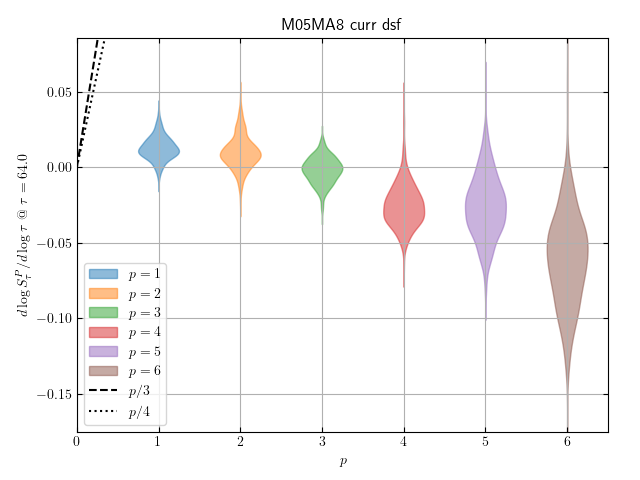 M05MA8 curr dsf
d log S_τ^P / d log τ @ τ = 64.0
0.05
0.00
−0.05
−0.10
−0.15
p = 1
p = 2
p = 3
p = 4
p = 5
p = 6
p/3
p/4
0 1 2 3 4 5 6
p